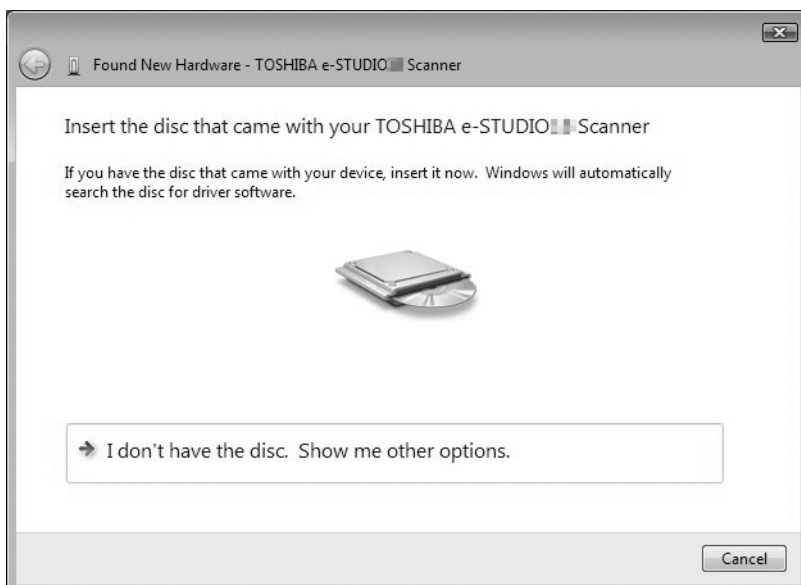 Found New Hardware - TOSHIBA e-STUDIO Scanner
Insert the disc that came with your TOSHIBA e-STUDIO Scanner
If you have the disc that came with your device, insert it now. Windows will automatically
search the disc for driver software.
I don't have the disc. Show me other options.
Cancel